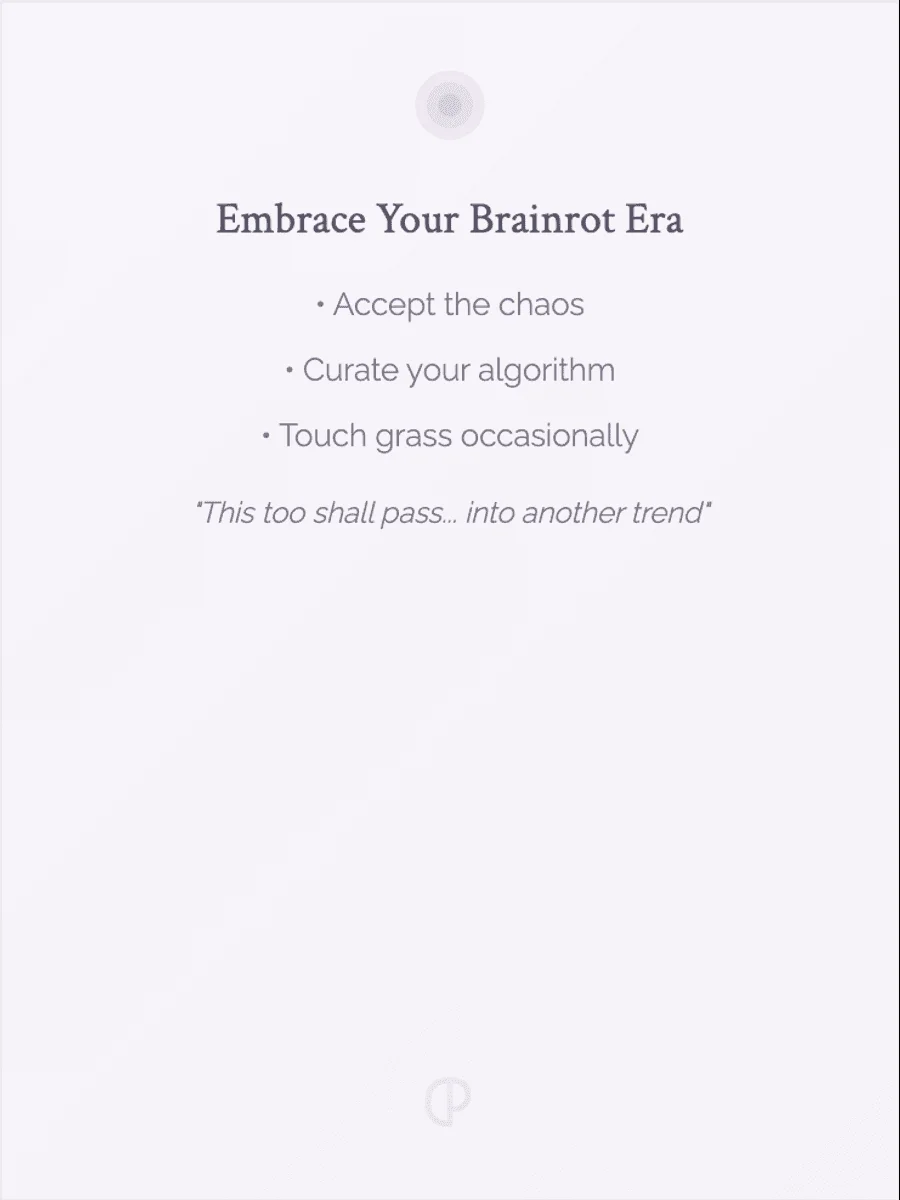 Embrace Your Brainrot Era
• Accept the chaos
• Curate your algorithm
• Touch grass occasionally
"This too shall pass... into another trend"